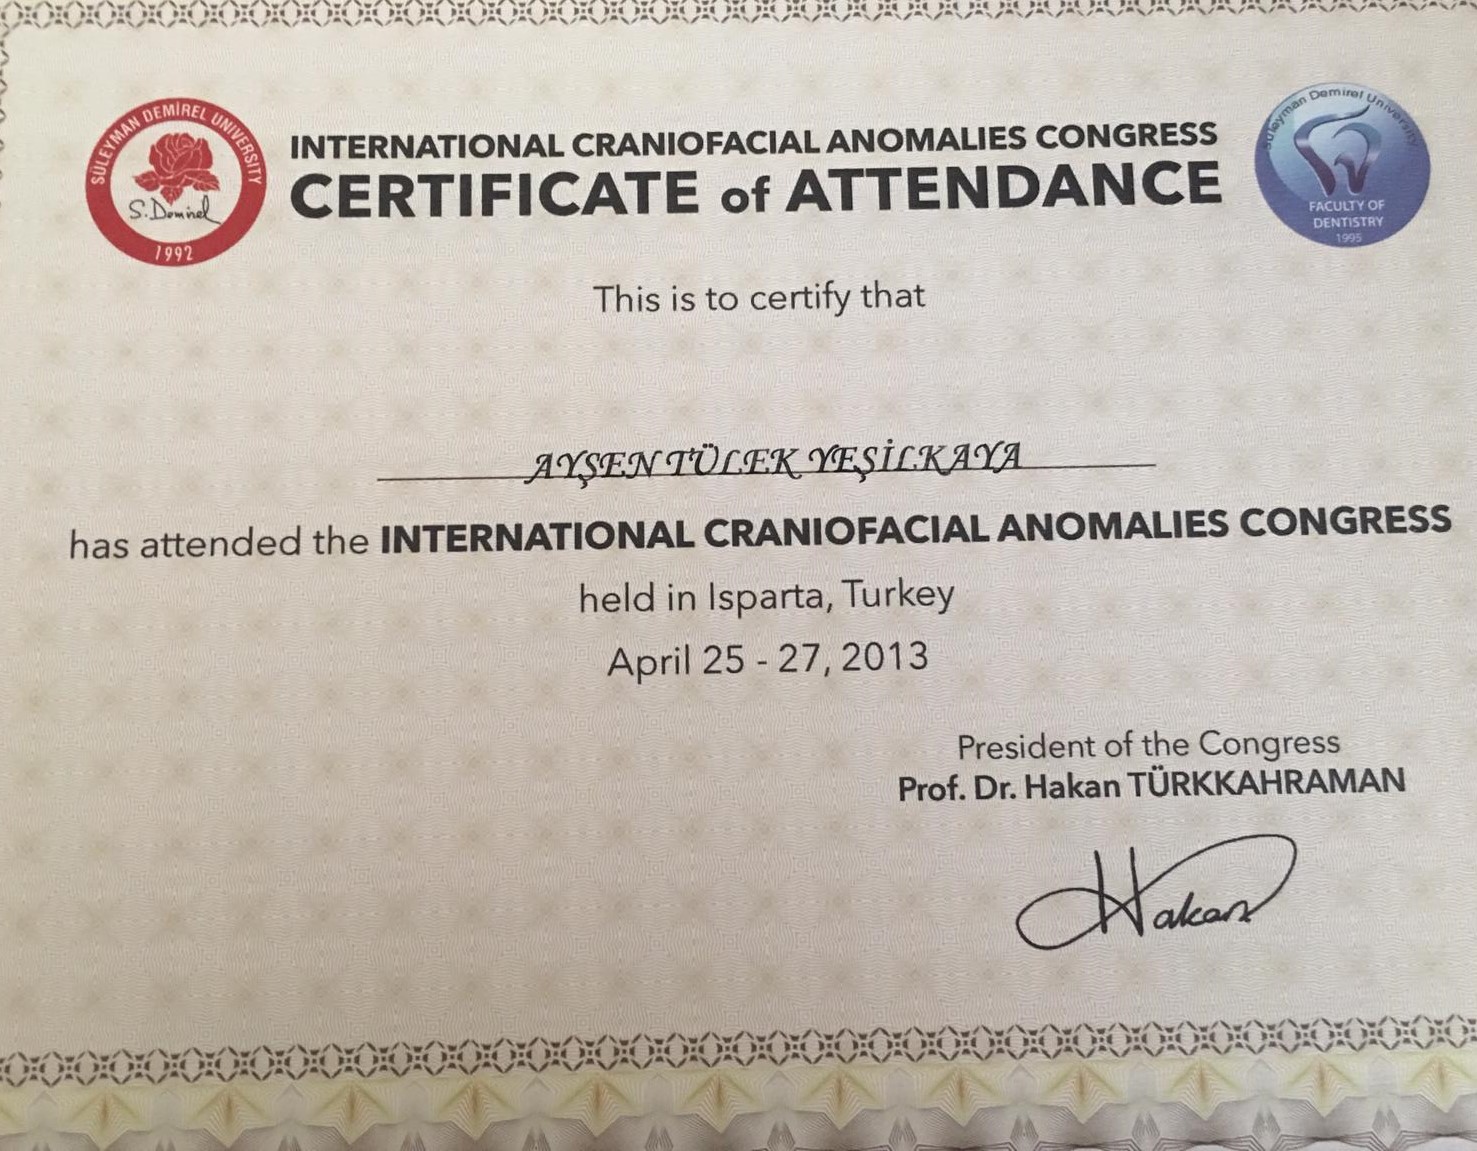 SÜLEYMAN DEMİREL UNIVERSITY
S. Demirel
1992
INTERNATIONAL CRANIOFACIAL ANOMALIES CONGRESS
CERTIFICATE of ATTENDANCE
Süleyman Demirel University
FACULTY OF
DENTISTRY
1995
This is to certify that
AYŞEN TÜLEK YEŞİLKAYA
has attended the INTERNATIONAL CRANIOFACIAL ANOMALIES CONGRESS
held in Isparta, Turkey
April 25 - 27, 2013
President of the Congress
Prof. Dr. Hakan TÜRKKAHRAMAN
Hakan